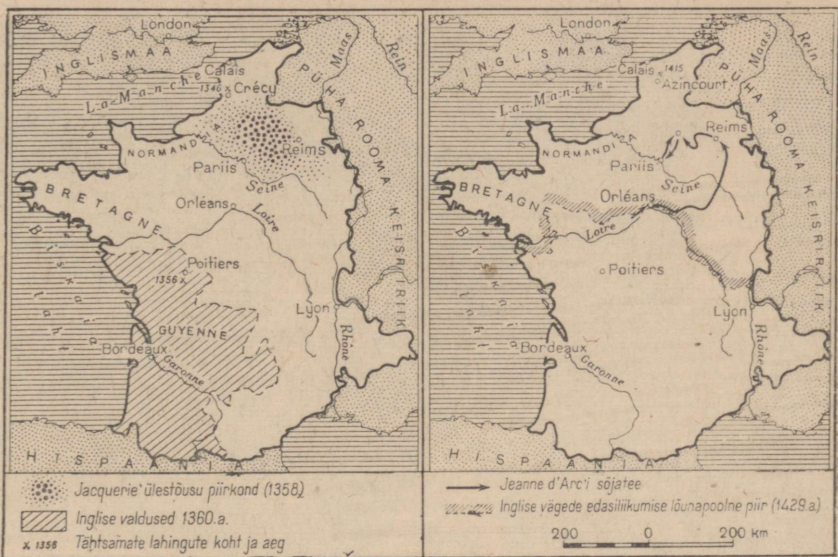 London
INGLISMAA
La Manche
Calais
1346 x
Crécy
Maas
Rein
PÜHA ROOMA
NORMANDIA
Reims
Pariis
Seine
BRETAGNE
Orléans
Loire
Biskaia laht
Poitiers
1356 x
GUYENNE
Lyon
Bordeaux
Garonne
Rhône
HISPAANIA
Jacquerie' ülestõusu piirkond (1358)
Inglise valdused 1360.a.
x 1356 Tähtsamate lahingute koht ja aeg
London
INGLISMAA
La Manche
Calais
x 1415
Azincourt
Maas
Rein
PÜHA ROOMA KEISRIRIIK
NORMANDIA
Reims
Pariis
Seine
BRETAGNE
Orléans
Loire
Biskaia laht
Poitiers
Lyon
Bordeaux
Garonne
Rhône
HISPAANIA
Jeanne d'Arc'i sõjatee
Inglise vägede edasiliikumise lõunapoolne piir (1429.a)
200 0 200 km